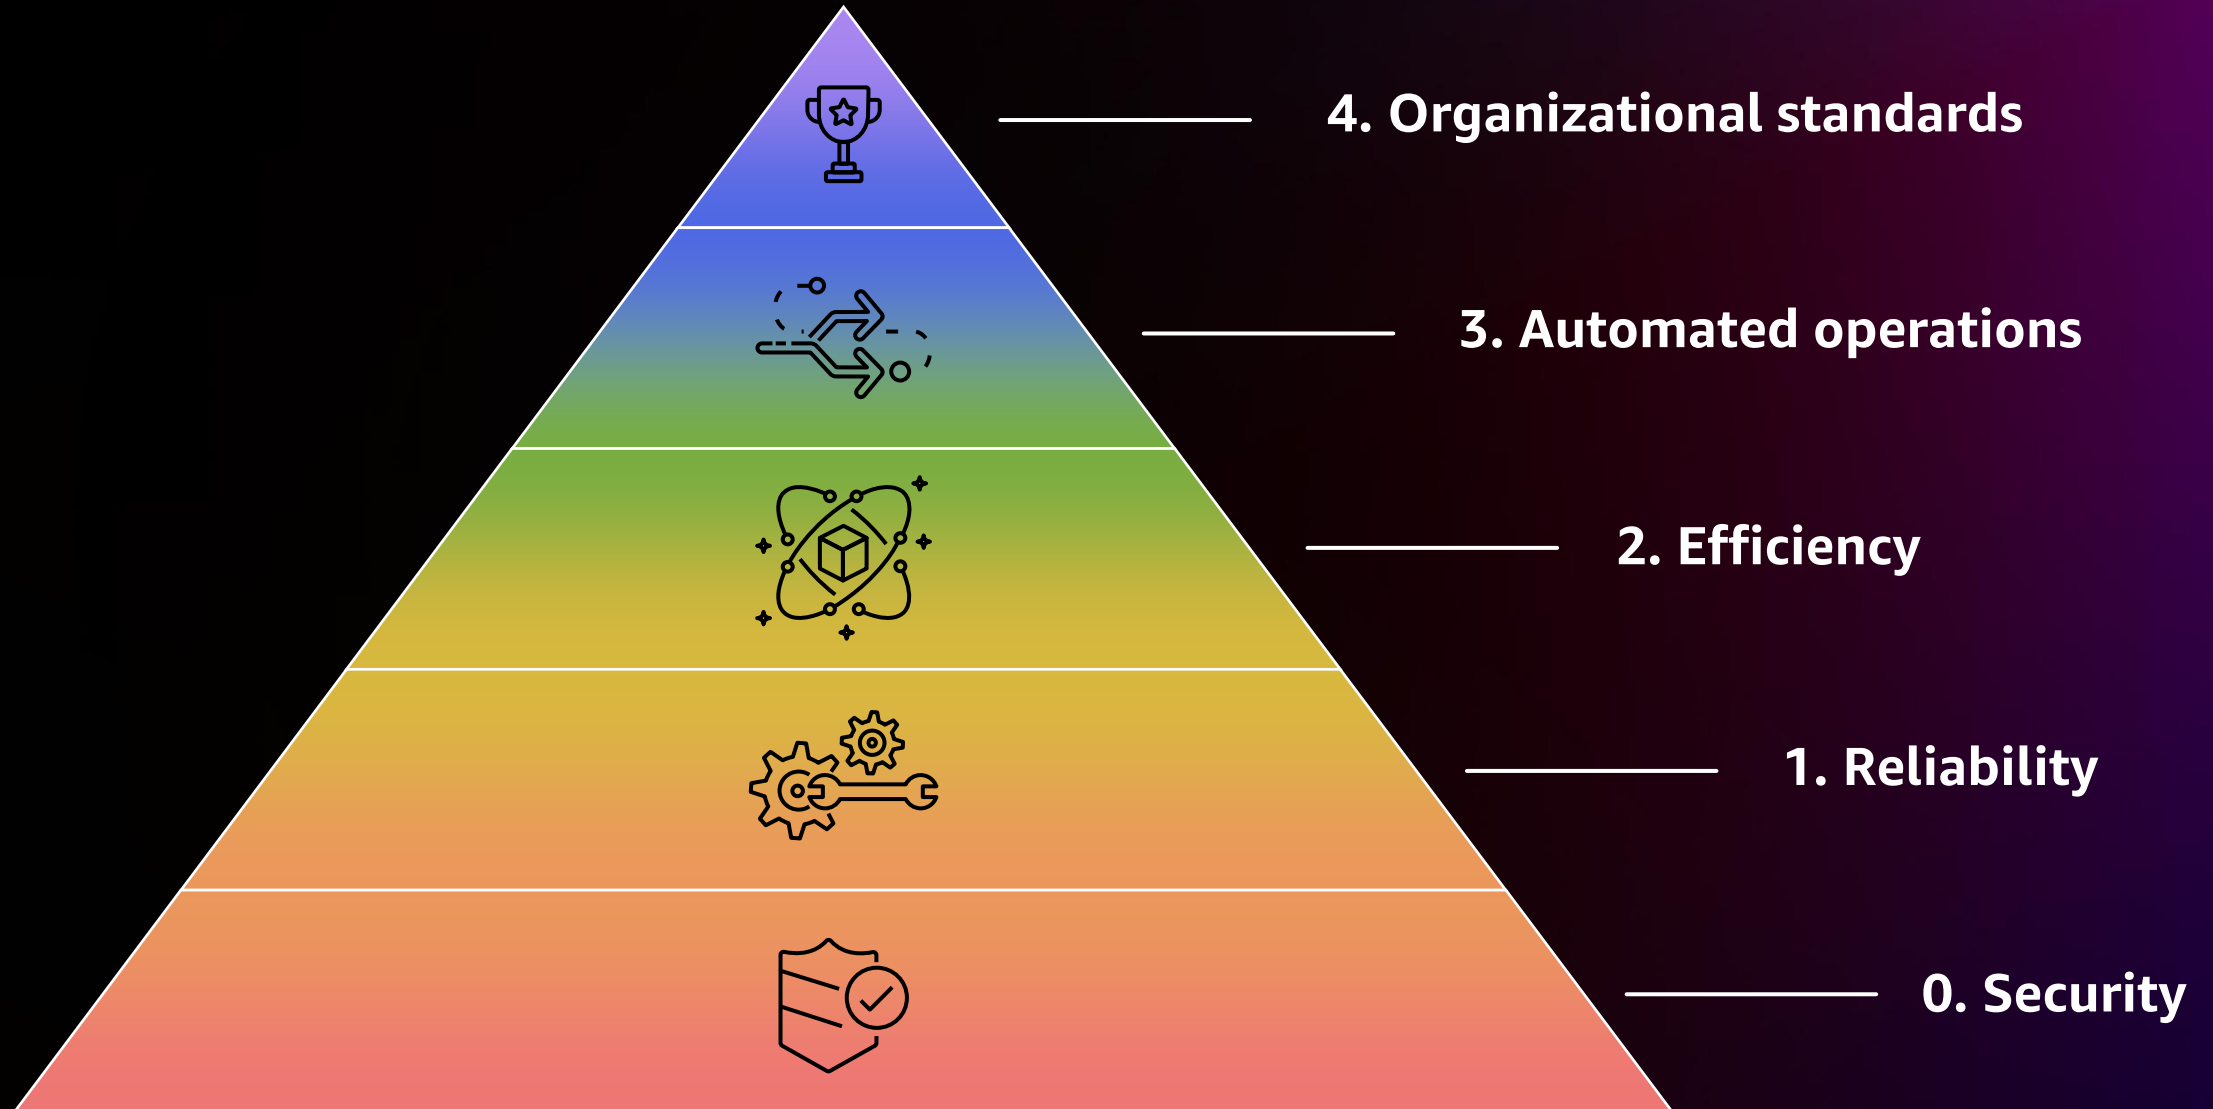 4. Organizational standards
3. Automated operations
2. Efficiency
1. Reliability
0. Security